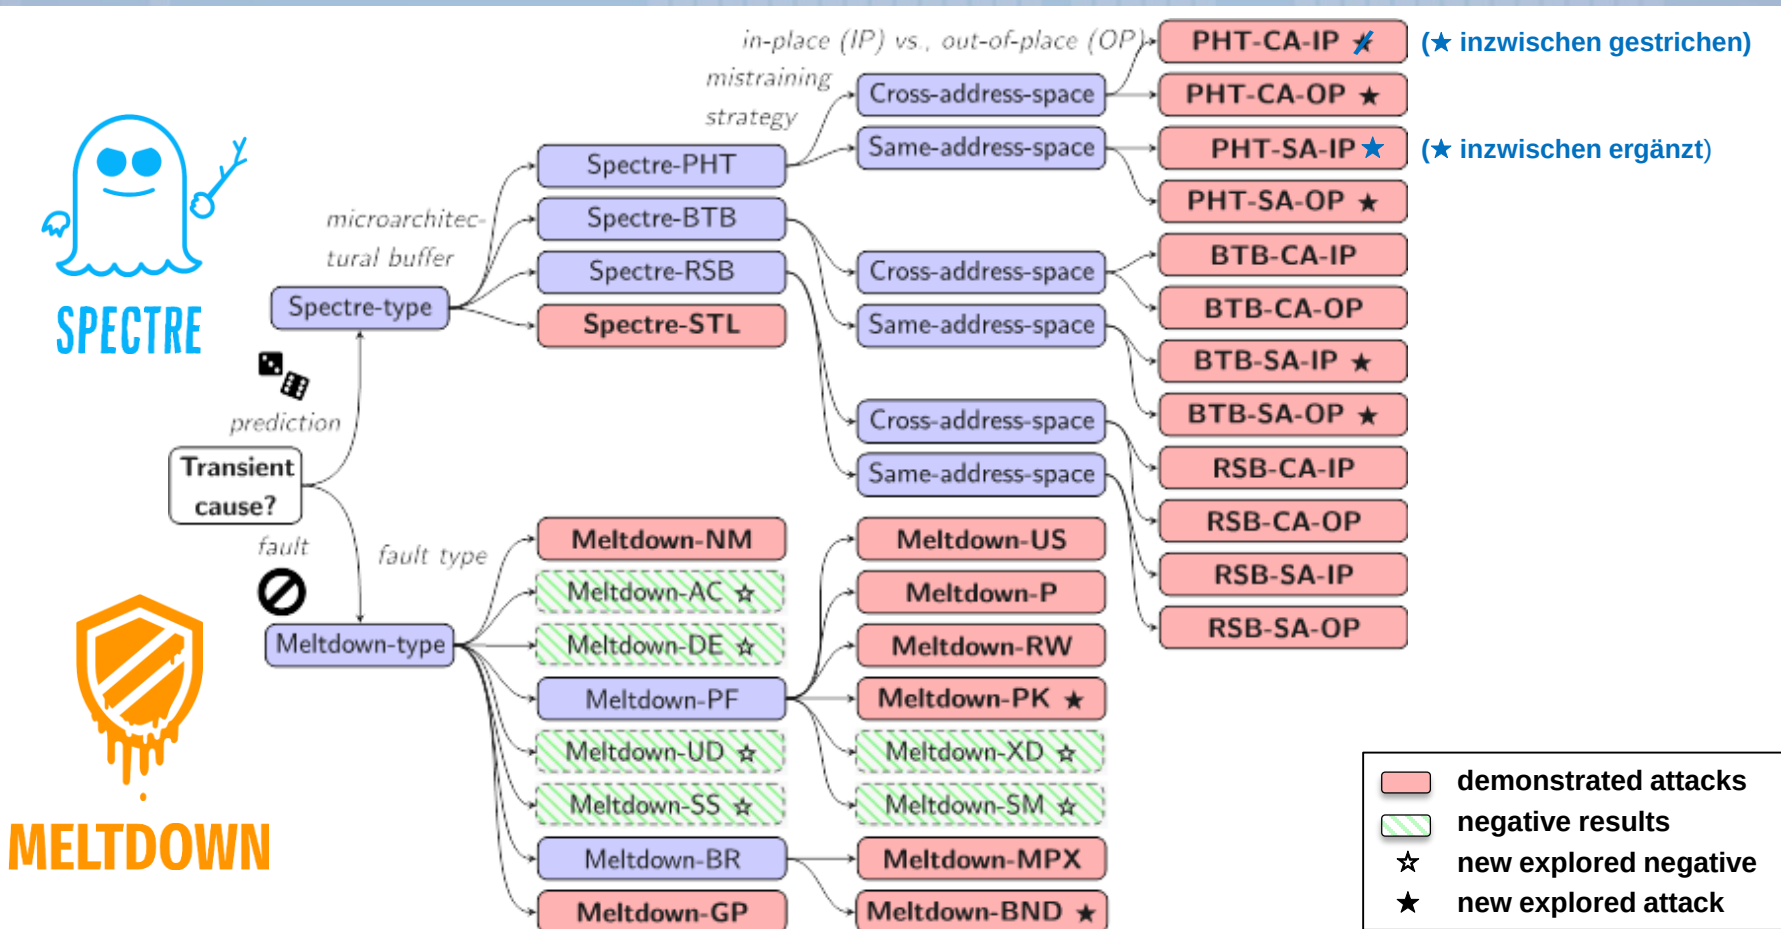 in-place (IP) vs., out-of-place (OP)
mistraining
strategy
PHT-CA-IP ★
(★ inzwischen gestrichen)
Cross-address-space
PHT-CA-OP ★
Same-address-space
PHT-SA-IP ★
(★ inzwischen ergänzt)
PHT-SA-OP ★
Spectre-PHT
microarchitec-
tural buffer
Spectre-BTB
Spectre-RSB
Spectre-STL
Spectre-type
Cross-address-space
Same-address-space
BTB-CA-IP
BTB-CA-OP
BTB-SA-IP ★
BTB-SA-OP ★
Cross-address-space
Same-address-space
RSB-CA-IP
RSB-CA-OP
RSB-SA-IP
RSB-SA-OP
SPECTRE
prediction
Transient
cause?
fault
fault type
Meltdown-type
MELTDOWN
Meltdown-NM
Meltdown-AC ☆
Meltdown-DE ☆
Meltdown-PF
Meltdown-UD ☆
Meltdown-SS ☆
Meltdown-BR
Meltdown-GP
Meltdown-US
Meltdown-P
Meltdown-RW
Meltdown-PK ★
Meltdown-XD ☆
Meltdown-SM ☆
Meltdown-MPX
Meltdown-BND ★
demonstrated attacks
negative results
☆ new explored negative
★ new explored attack